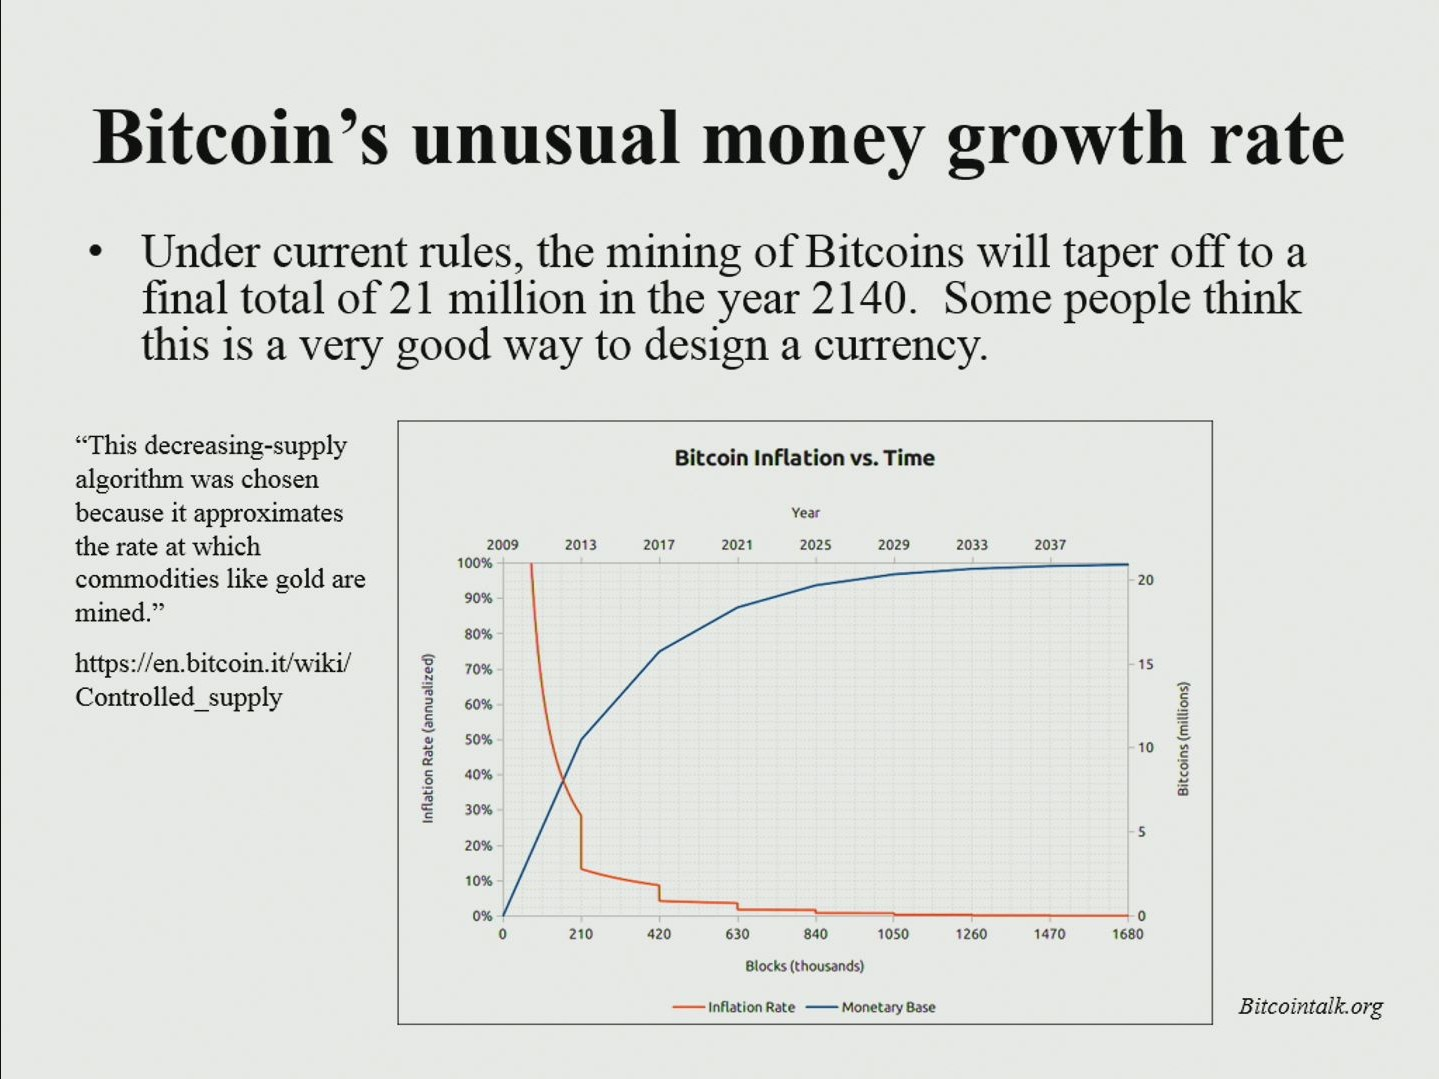 Bitcoin’s unusual money growth rate
• Under current rules, the mining of Bitcoins will taper off to a
final total of 21 million in the year 2140.  Some people think
this is a very good way to design a currency.
“This decreasing-supply
algorithm was chosen
because it approximates
the rate at which
commodities like gold are
mined.”
https://en.bitcoin.it/wiki/
Controlled_supply
Bitcoin Inflation vs. Time
Year
2009 2013 2017 2021 2025 2029 2033 2037
100%
90%
80%
70%
60%
50%
40%
30%
20%
10%
0%
Inflation Rate (annualized)
20
15
10
5
0
Bitcoins (millions)
0 210 420 630 840 1050 1260 1470 1680
Blocks (thousands)
Inflation Rate Monetary Base
Bitcointalk.org